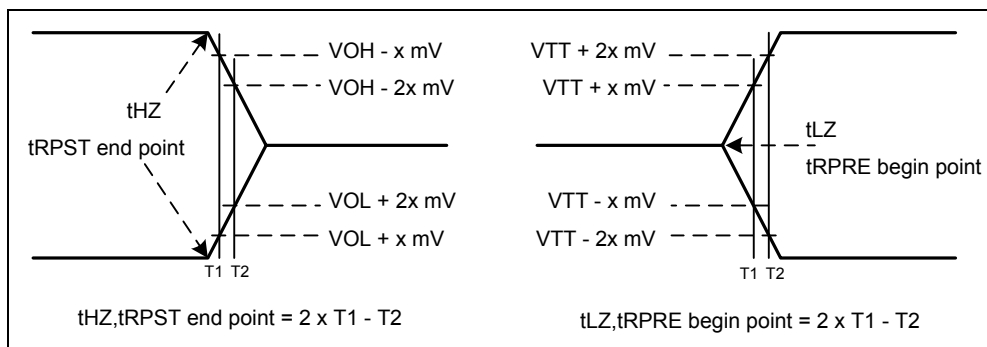 VOH - x mV
VOH - 2x mV
tHZ
tRPST end point
VOL + 2x mV
VOL + x mV
T1 T2
tHZ,tRPST end point = 2 x T1 - T2
VTT + 2x mV
VTT + x mV
tLZ
tRPRE begin point
VTT - x mV
VTT - 2x mV
T1 T2
tLZ,tRPRE begin point = 2 x T1 - T2